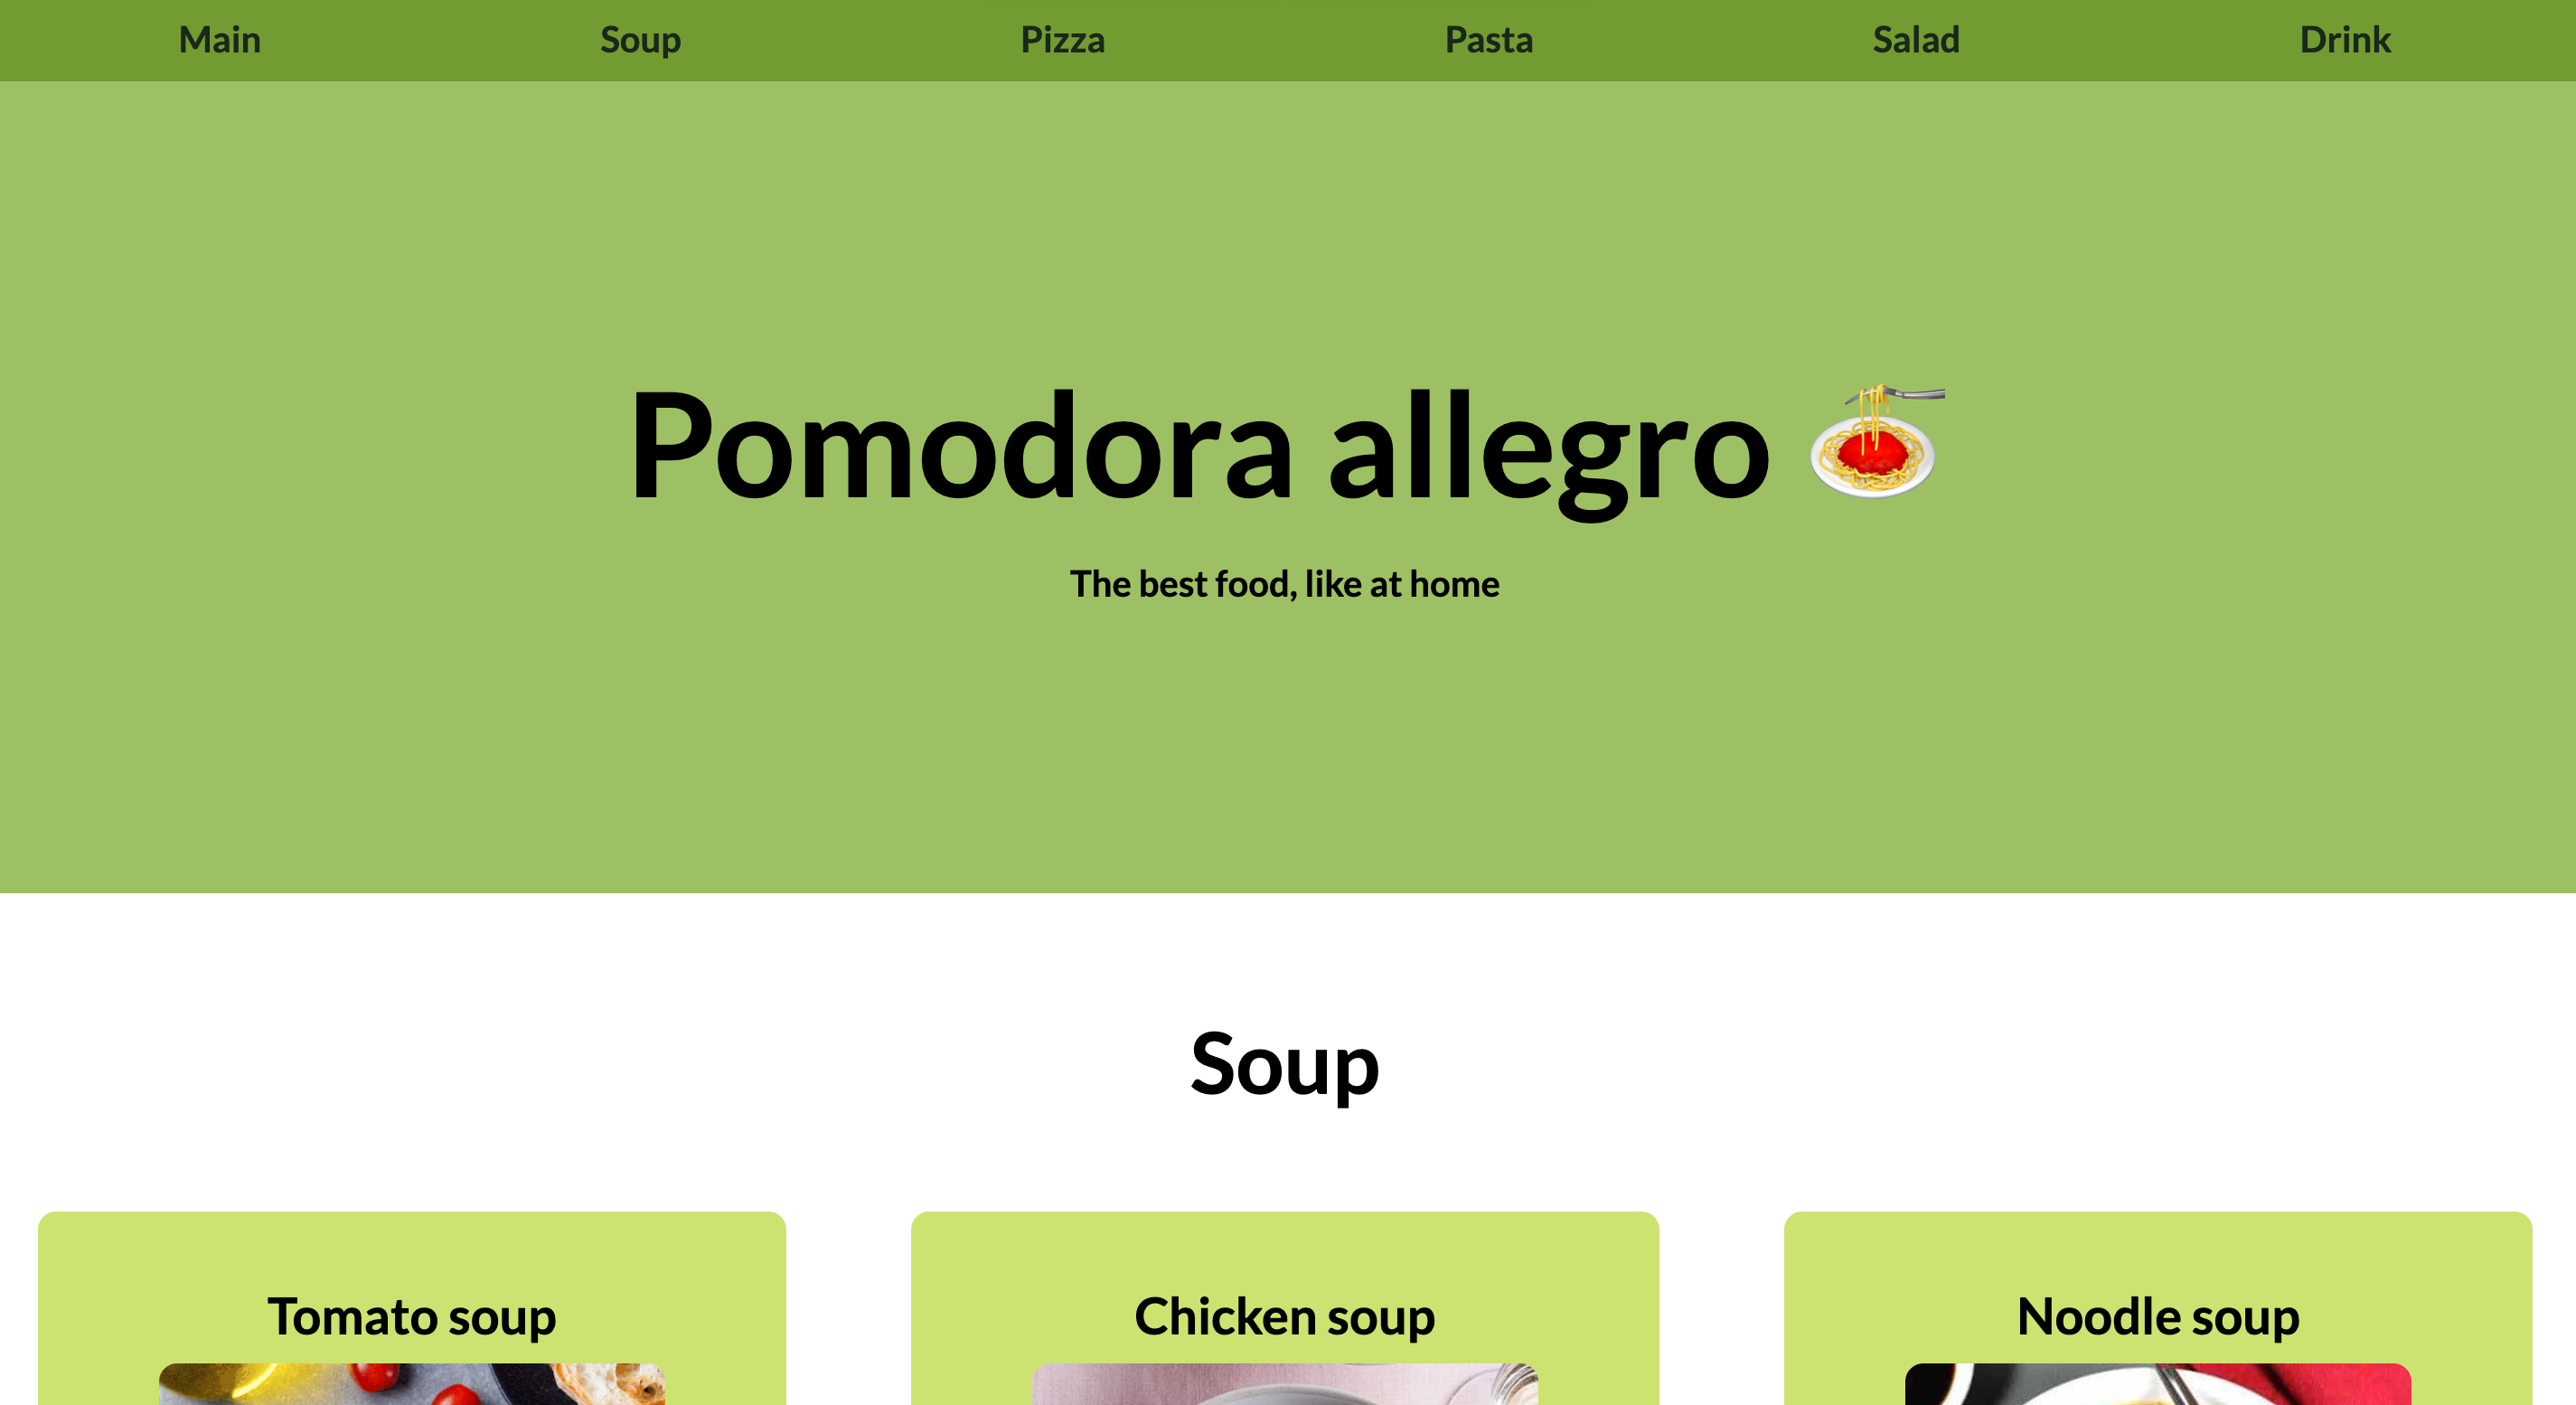 Main Soup Pizza Pasta Salad Drink
Pomodora allegro
The best food, like at home
Soup
Tomato soup Chicken soup Noodle soup